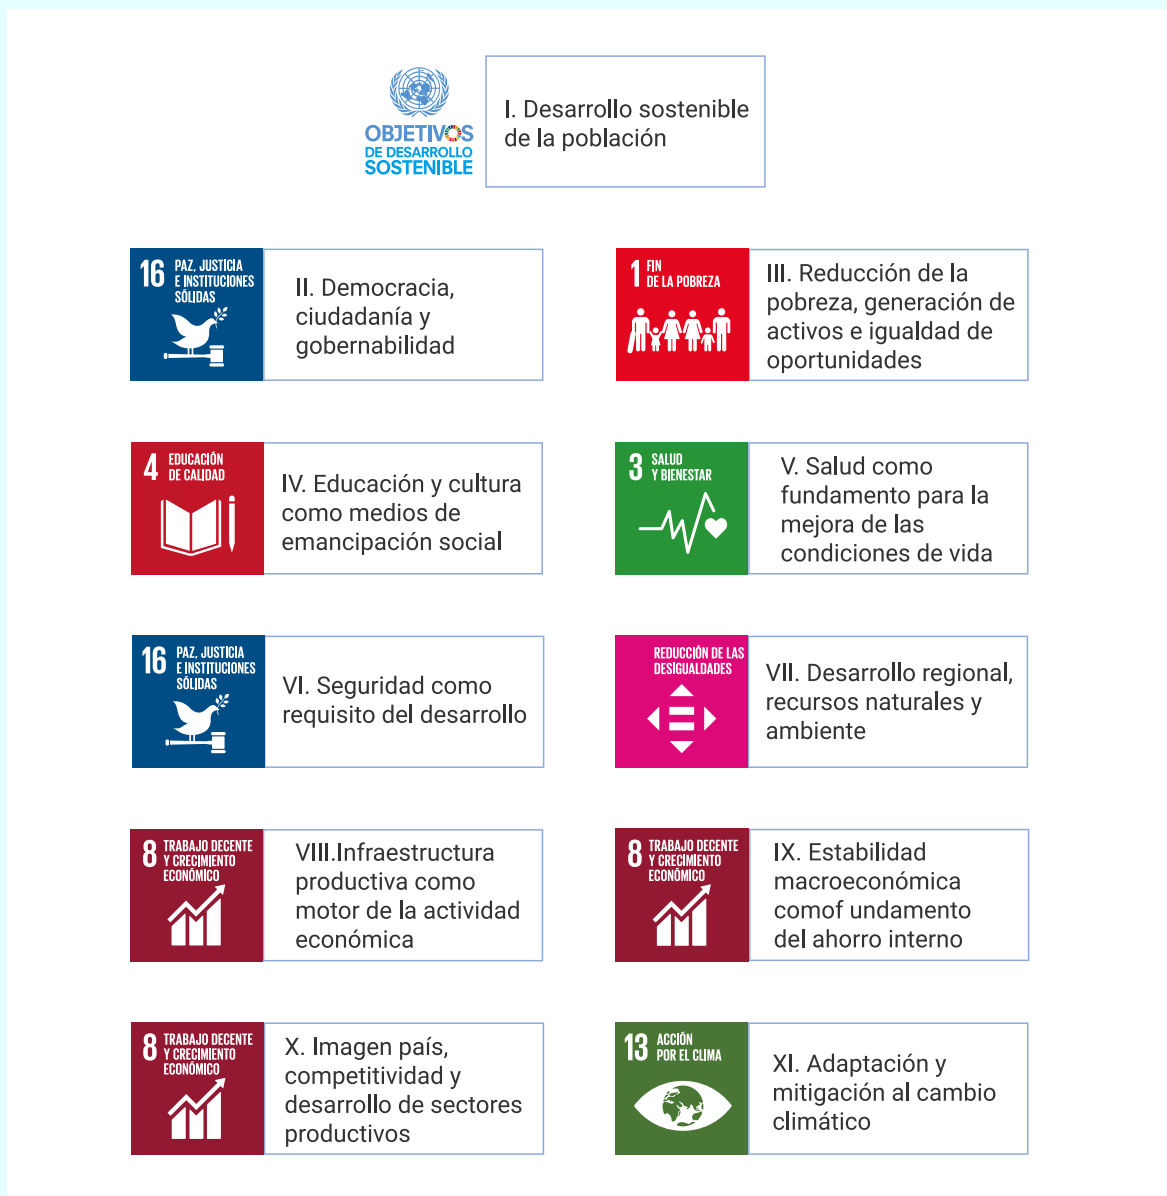 OBJETIVOS
DE DESARROLLO
SOSTENIBLE
I. Desarrollo sostenible
de la población
16 PAZ, JUSTICIA
E INSTITUCIONES
SÓLIDAS
II. Democracia,
ciudadanía y
gobernabilidad
1 FIN
DE LA POBREZA
III. Reducción de la
pobreza, generación de
activos e igualdad de
oportunidades
4 EDUCACIÓN
DE CALIDAD
IV. Educación y cultura
como medios de
emancipación social
3 SALUD
Y BIENESTAR
V. Salud como
fundamento para la
mejora de las
condiciones de vida
16 PAZ, JUSTICIA
E INSTITUCIONES
SÓLIDAS
VI. Seguridad como
requisito del desarrollo
REDUCCIÓN DE LAS
DESIGUALDADES
VII. Desarrollo regional,
recursos naturales y
ambiente
8 TRABAJO DECENTE
Y CRECIMIENTO
ECONÓMICO
VIII.Infraestructura
productiva como
motor de la actividad
económica
8 TRABAJO DECENTE
Y CRECIMIENTO
ECONÓMICO
IX. Estabilidad
macroeconómica
comof undamento
del ahorro interno
8 TRABAJO DECENTE
Y CRECIMIENTO
ECONÓMICO
X. Imagen país,
competitividad y
desarrollo de sectores
productivos
13 ACCIÓN
POR EL CLIMA
XI. Adaptación y
mitigación al cambio
climático